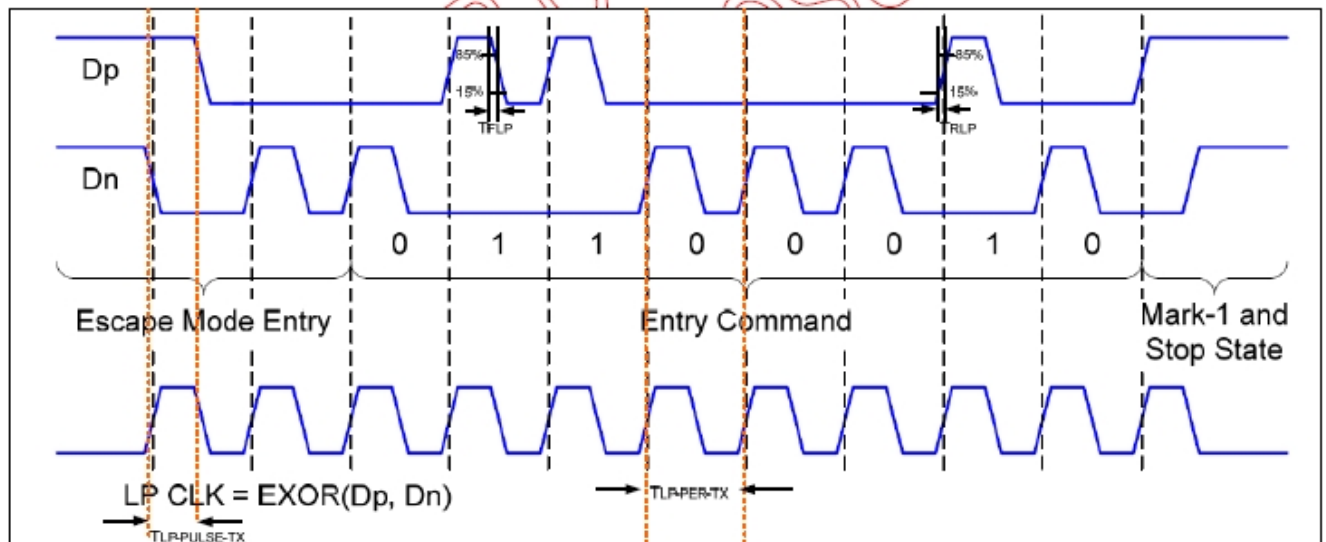 Dp
85%
15%
TFLP
85%
15%
TRLP
Dn
0 1 1 0 0 0 1 0
Escape Mode Entry
Entry Command
Mark-1 and
Stop State
LP CLK = EXOR(Dp, Dn)
TLP-PER-TX
TLP-PULSE-TX